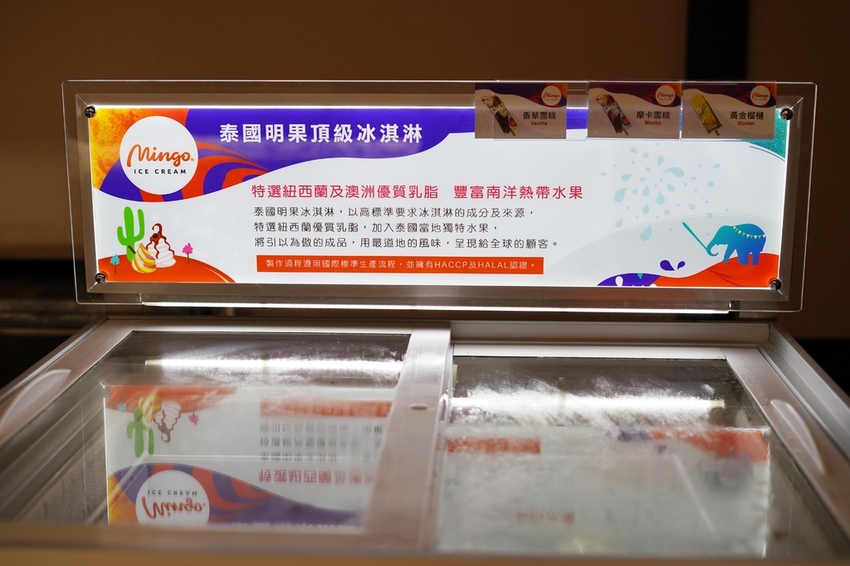 Mingo
ICE CREAM
泰國明果頂級冰淇淋
特選紐西蘭及澳洲優質乳脂 豐富南洋熱帶水果
泰國明果冰淇淋，以高標準要求冰淇淋的成分及來源，
特選紐西蘭優質乳脂，加入泰國當地獨特水果，
將引以為傲的成品，用最道地的風味，呈現給全球的顧客。
製作過程遵照國際標準生產流程，並擁有HACCP及HALAL認證。
Mingo
香草雪糕
Vanilla
Mingo
摩卡雪糕
Mocha
Mingo
黃金榴槤
Durian